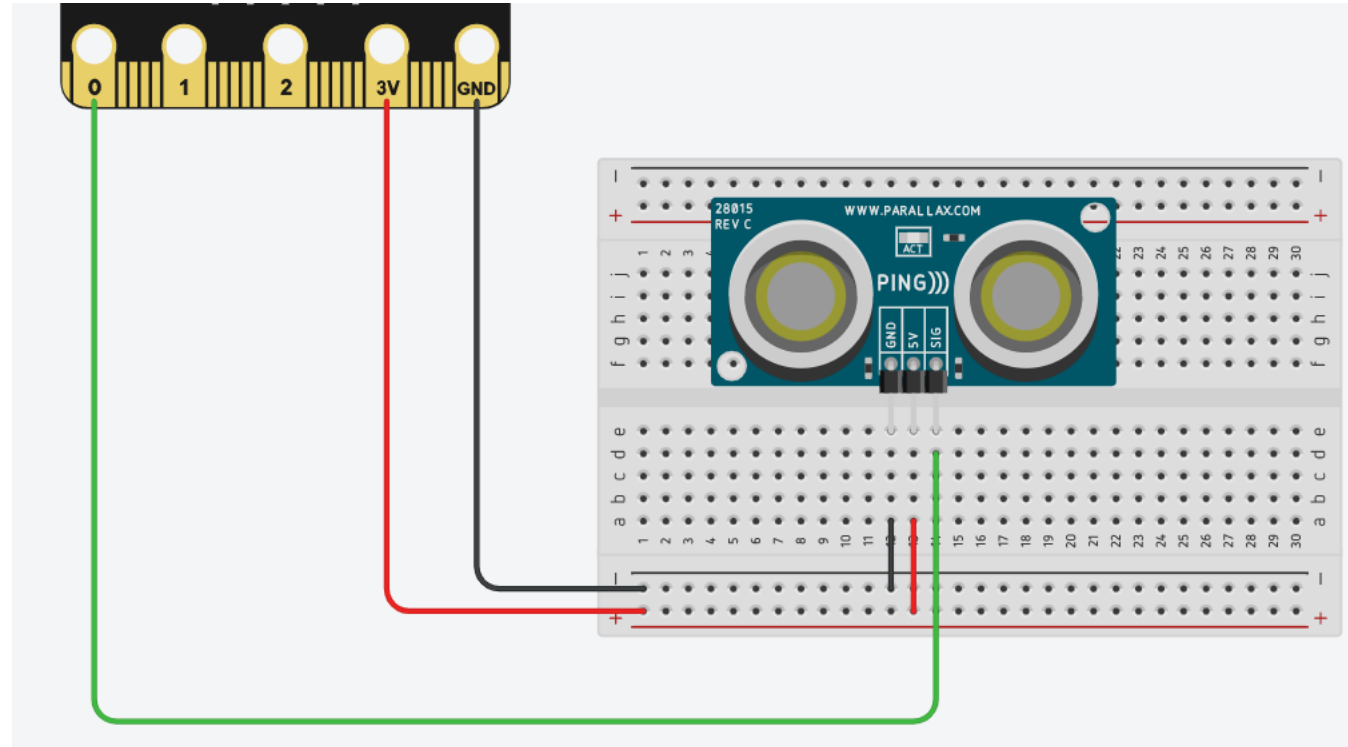 0 1 2 3V GND
− −
+ +
28015 WWW.PARALLAX.COM
REV C
ACT
PING)))
GND 5V SIG
1 2 3 4 22 23 24 25 26 27 28 29 30
j j
i i
h h
g g
f f
e e
d d
c c
b b
a a
1 2 3 4 5 6 7 8 9 10 11 12 13 14 15 16 17 18 19 20 21 22 23 24 25 26 27 28 29 30
− −
+ +